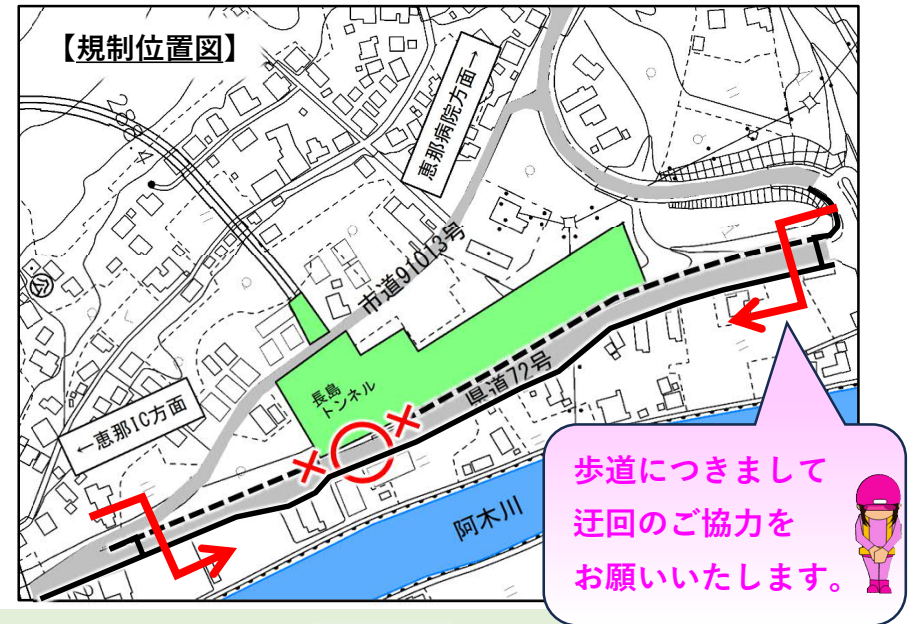 【規制位置図】
恵那病院方面→
市道91013号
長島
トンネル
県道72号
←恵那IC方面
阿木川
歩道につきまして
迂回のご協力を
お願いいたします。